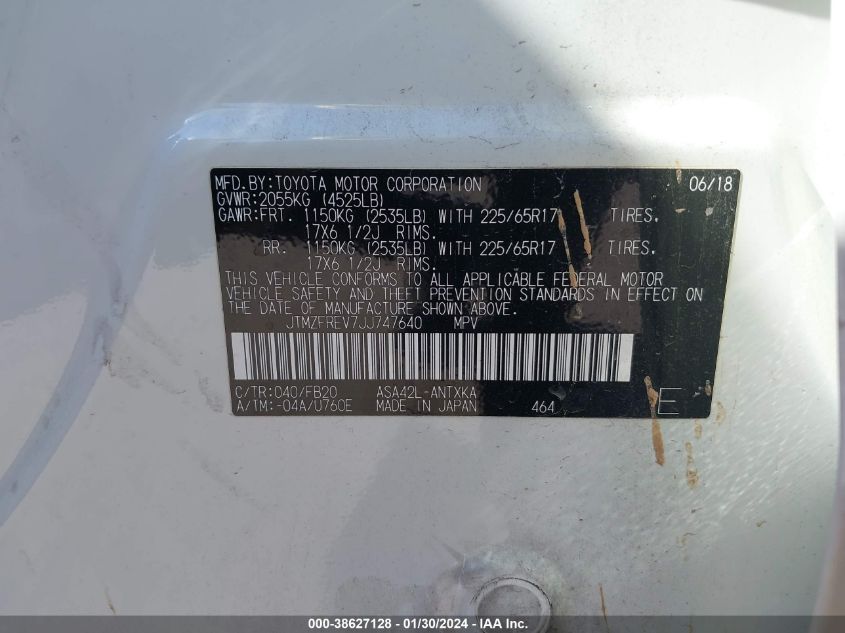 MFD.BY:TOYOTA MOTOR CORPORATION 06/18
GVWR:2055KG (4525LB)
GAWR:FRT. 1150KG (2535LB) WITH 225/65R17 TIRES.
17X6 1/2J RIMS.
RR. 1150KG (2535LB) WITH 225/65R17 TIRES.
17X6 1/2J RIMS.
THIS VEHICLE CONFORMS TO ALL APPLICABLE FEDERAL MOTOR
VEHICLE SAFETY AND THEFT PREVENTION STANDARDS IN EFFECT ON
THE DATE OF MANUFACTURE SHOWN ABOVE.
JTMZFREV7JJ747640 MPV
C/TR:040/FB20 ASA42L-ANTXKA
A/TM:-04A/U760E MADE IN JAPAN 464 E
000-38627128 - 01/30/2024 - IAA Inc.